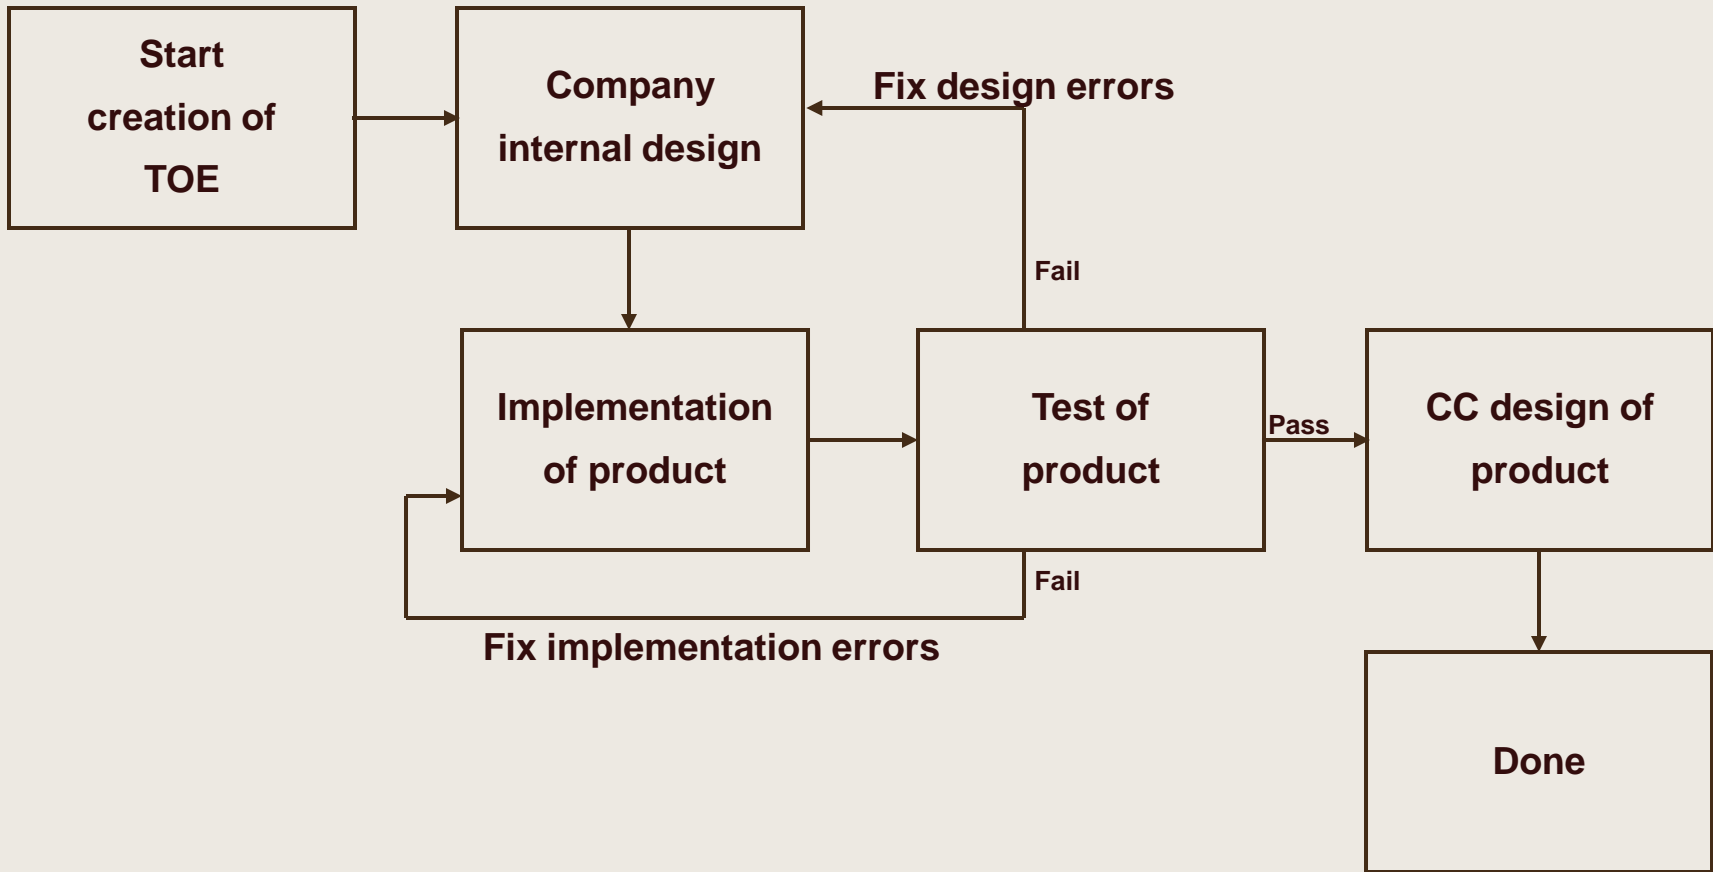 Start
creation of
TOE
Company
internal design
Fix design errors
Fail
Implementation
of product
Test of
product
Pass
CC design of
product
Fail
Fix implementation errors
Done